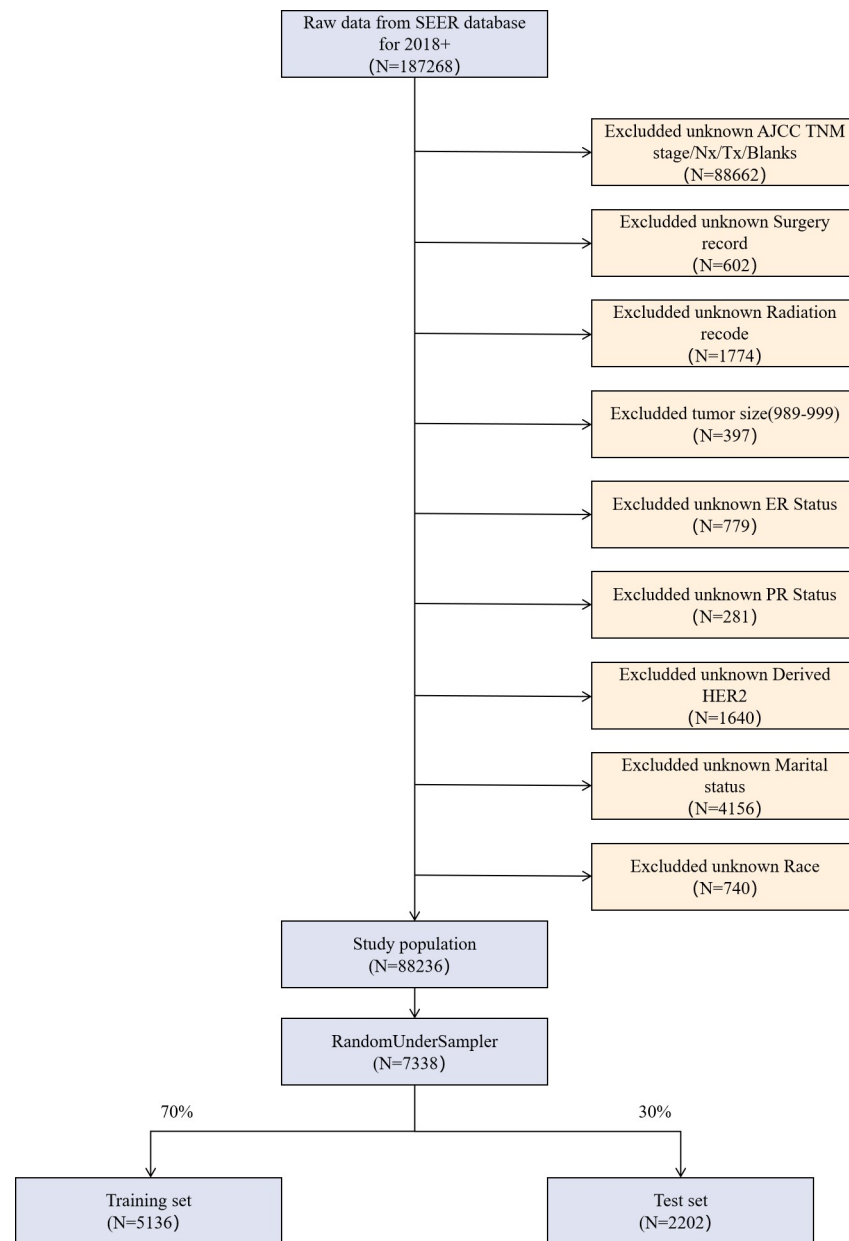 Raw data from SEER database
for 2018+
(N=187268)
Excludded unknown AJCC TNM
stage/Nx/Tx/Blanks
(N=88662)
Excludded unknown Surgery
record
(N=602)
Excludded unknown Radiation
recode
(N=1774)
Excludded tumor size(989-999)
(N=397)
Excludded unknown ER Status
(N=779)
Excludded unknown PR Status
(N=281)
Excludded unknown Derived
HER2
(N=1640)
Excludded unknown Marital
status
(N=4156)
Excludded unknown Race
(N=740)
Study population
(N=88236)
RandomUnderSampler
(N=7338)
70%
30%
Training set
(N=5136)
Test set
(N=2202)